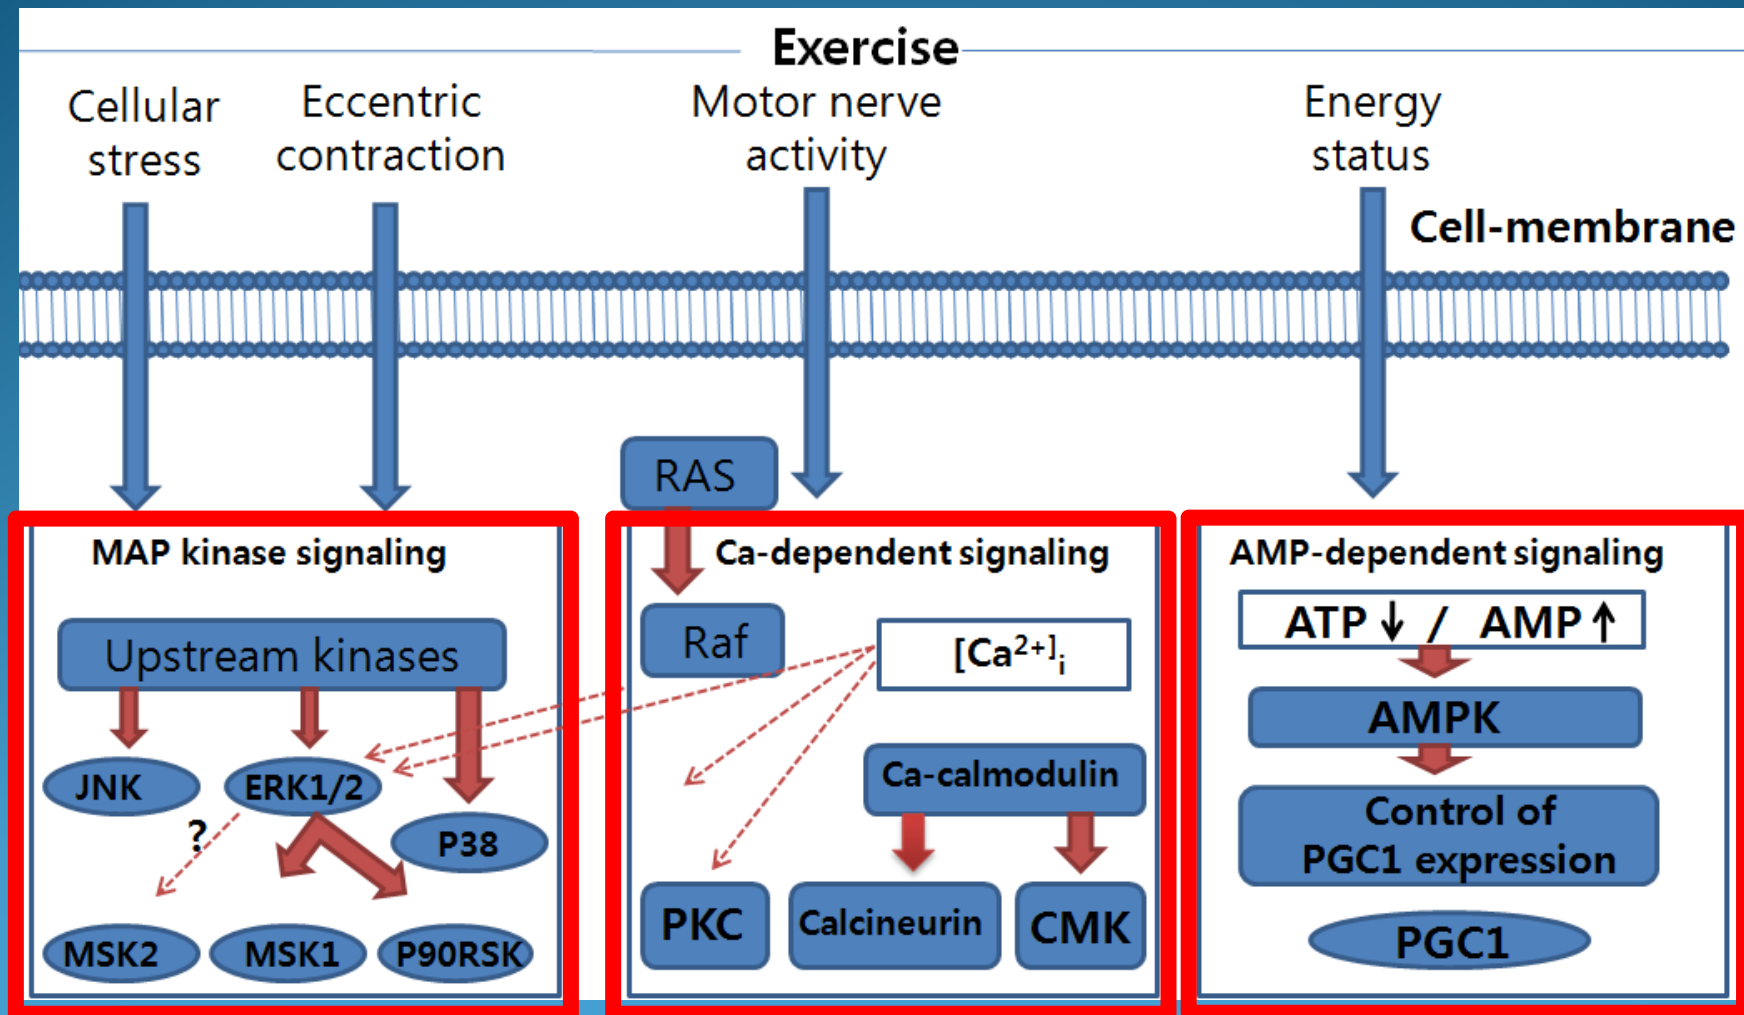 Exercise
Cellular
stress
Eccentric
contraction
Motor nerve
activity
Energy
status
Cell-membrane
RAS
MAP kinase signaling
Upstream kinases
JNK
ERK1/2
P38
?
MSK2
MSK1
P90RSK
Ca-dependent signaling
Raf
[Ca²⁺]ᵢ
Ca-calmodulin
PKC
Calcineurin
CMK
AMP-dependent signaling
ATP↓ / AMP↑
AMPK
Control of
PGC1 expression
PGC1